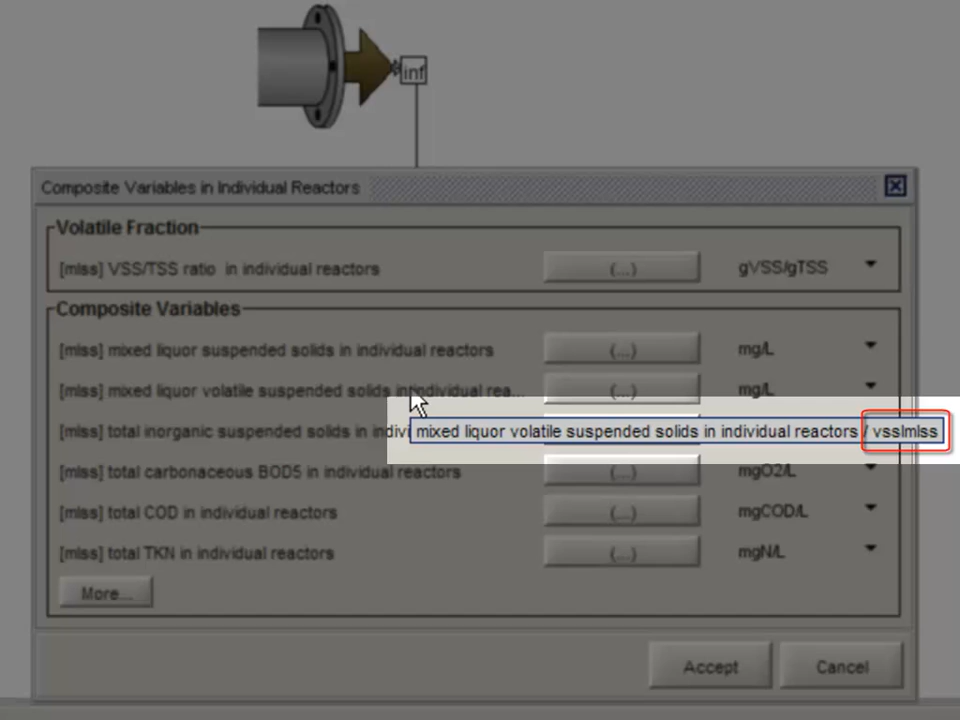 inf
Composite Variables in Individual Reactors
Volatile Fraction
[mlss] VSS/TSS ratio in individual reactors (...) gVSS/gTSS
Composite Variables
[mlss] mixed liquor suspended solids in individual reactors (...) mg/L
[mlss] mixed liquor volatile suspended solids in individual rea... (...) mg/L
[mlss] total inorganic suspended solids in indivi
mixed liquor volatile suspended solids in individual reactors / vsslmlss
[mlss] total carbonaceous BOD5 in individual reactors (...) mgO2/L
[mlss] total COD in individual reactors (...) mgCOD/L
[mlss] total TKN in individual reactors (...) mgN/L
More...
Accept Cancel